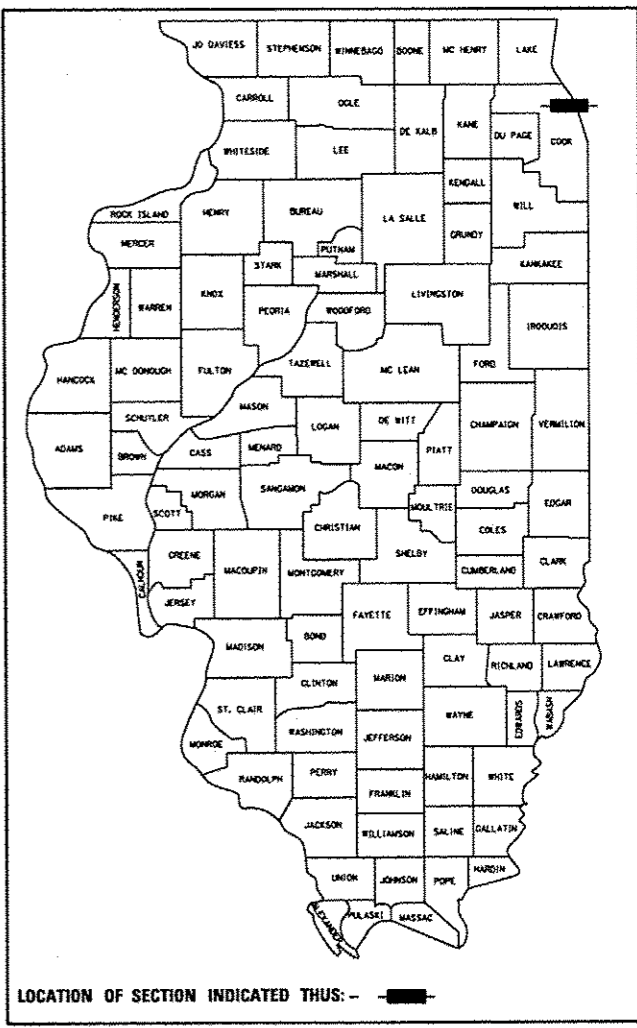 JO DAVIESS STEPHENSON WINNEBAGO BOONE MC HENRY LAKE
CARROLL OGLE DE KALB KANE DU PAGE COOK
WHITESIDE LEE
KENDALL
ROCK ISLAND HENRY BUREAU LA SALLE GRUNDY WILL
MERCER PUTNAM
STARK MARSHALL KANKAKEE
HENDERSON WARREN KNOX PEORIA WOODFORD LIVINGSTON IROQUOIS
HANCOCK MC DONOUGH FULTON TAZEWELL MC LEAN FORD
MASON
SCHUYLER LOGAN DE WITT CHAMPAIGN VERMILION
ADAMS BROWN CASS MENARD MACON PIATT
PIKE SCOTT MORGAN SANGAMON CHRISTIAN MOULTRIE DOUGLAS EDGAR
COLES
CALHOUN GREENE MACOUPIN MONTGOMERY SHELBY CUMBERLAND CLARK
JERSEY
FAYETTE EFFINGHAM JASPER CRAWFORD
MADISON BOND
CLAY RICHLAND LAWRENCE
CLINTON MARION
ST. CLAIR WAYNE EDWARDS WABASH
WASHINGTON JEFFERSON
MONROE
RANDOLPH PERRY HAMILTON WHITE
FRANKLIN
JACKSON WILLIAMSON SALINE GALLATIN
UNION JOHNSON POPE HARDIN
ALEXANDER PULASKI MASSAC
LOCATION OF SECTION INDICATED THUS: -